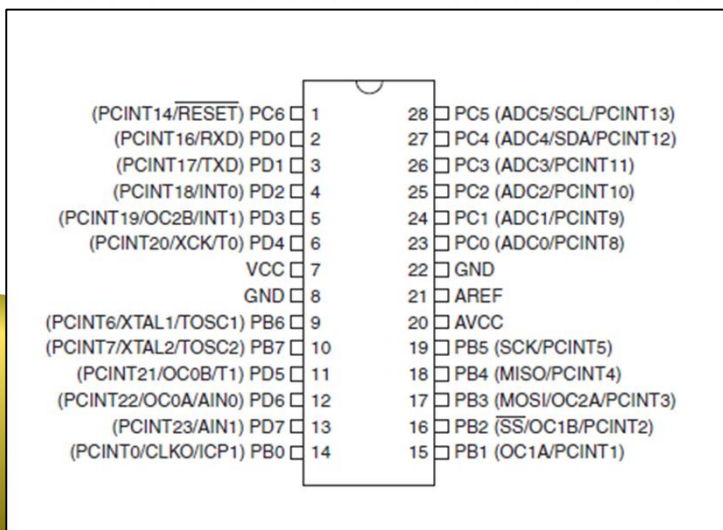 (PCINT14/RESET) PC6 1 28 PC5 (ADC5/SCL/PCINT13)
(PCINT16/RXD) PD0 2 27 PC4 (ADC4/SDA/PCINT12)
(PCINT17/TXD) PD1 3 26 PC3 (ADC3/PCINT11)
(PCINT18/INT0) PD2 4 25 PC2 (ADC2/PCINT10)
(PCINT19/OC2B/INT1) PD3 5 24 PC1 (ADC1/PCINT9)
(PCINT20/XCK/T0) PD4 6 23 PC0 (ADC0/PCINT8)
VCC 7 22 GND
GND 8 21 AREF
(PCINT6/XTAL1/TOSC1) PB6 9 20 AVCC
(PCINT7/XTAL2/TOSC2) PB7 10 19 PB5 (SCK/PCINT5)
(PCINT21/OC0B/T1) PD5 11 18 PB4 (MISO/PCINT4)
(PCINT22/OC0A/AIN0) PD6 12 17 PB3 (MOSI/OC2A/PCINT3)
(PCINT23/AIN1) PD7 13 16 PB2 (SS/OC1B/PCINT2)
(PCINT0/CLKO/ICP1) PB0 14 15 PB1 (OC1A/PCINT1)